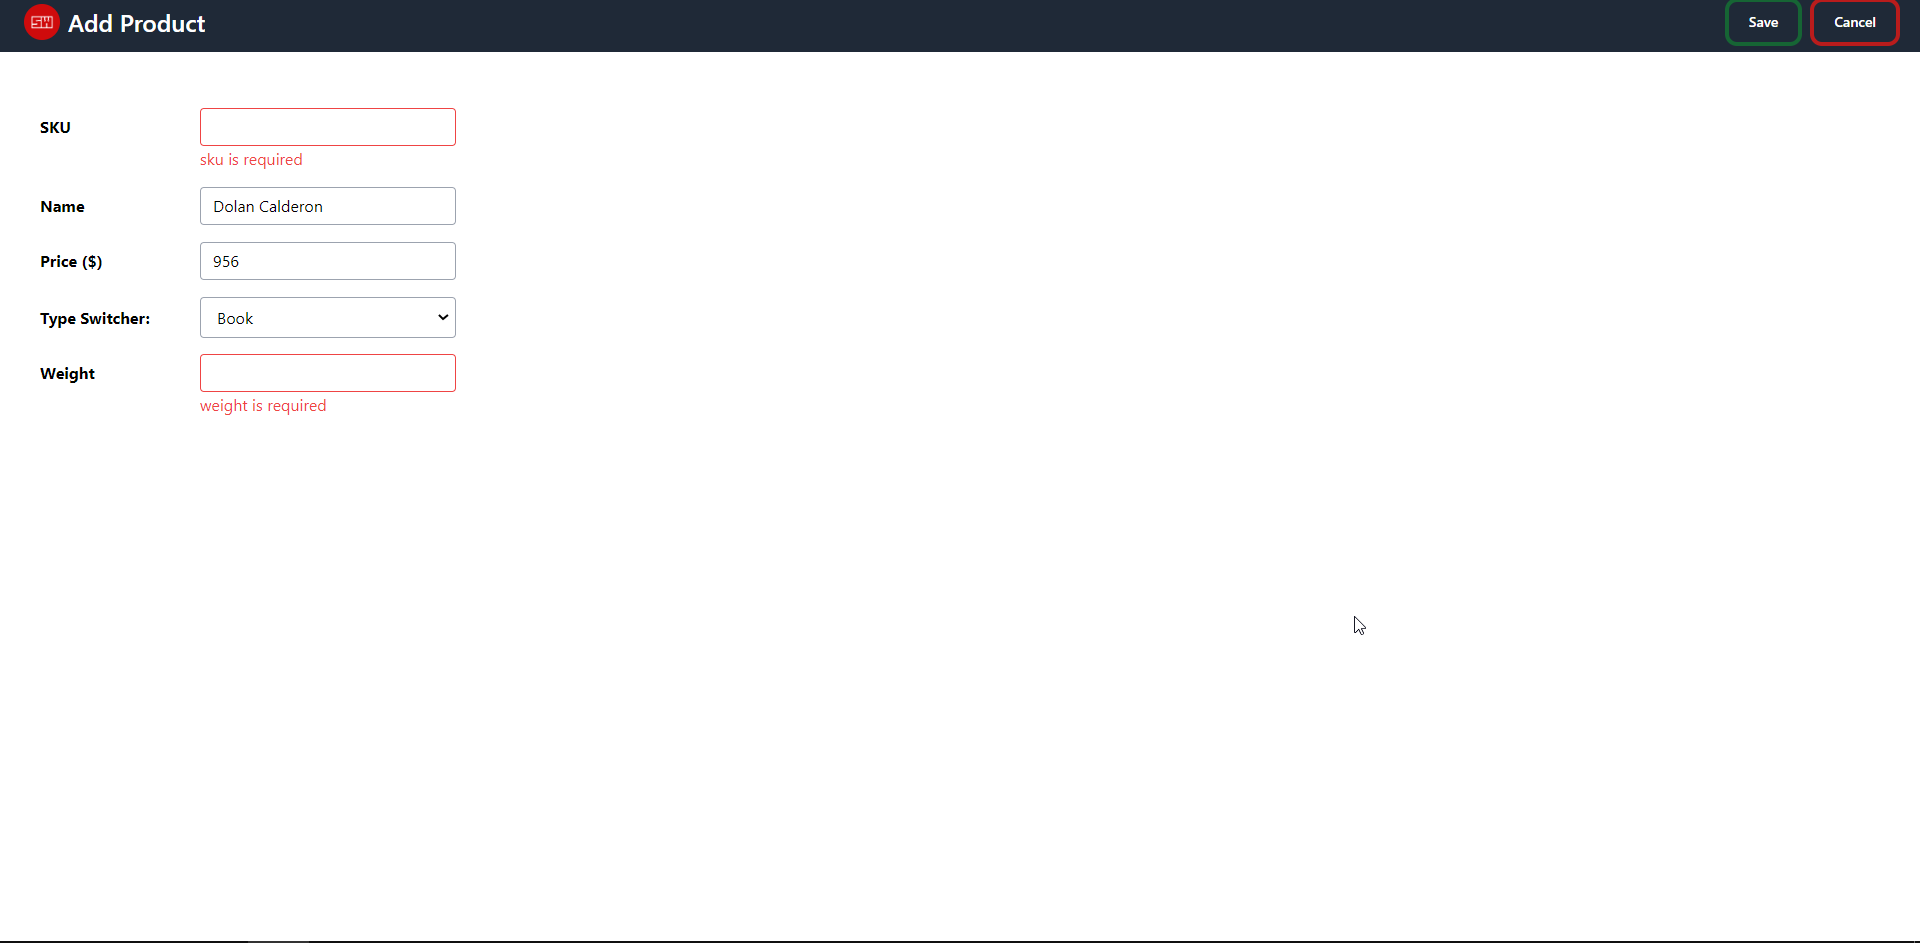 SW Add Product Save Cancel
SKU
sku is required
Name Dolan Calderon
Price ($) 956
Type Switcher: Book
Weight
weight is required